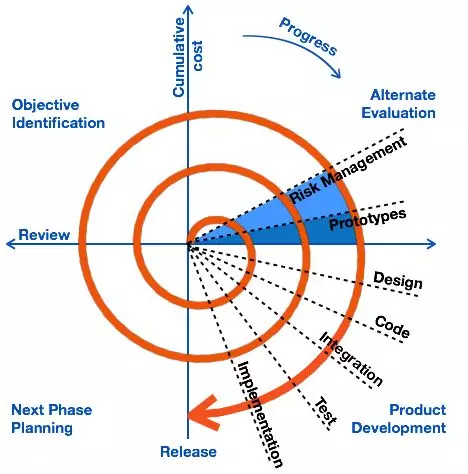 Cumulative
cost
Progress
Objective
Identification
Alternate
Evaluation
Risk Management
Prototypes
Review
Design
Code
Integration
Test
Implementation
Next Phase
Planning
Product
Development
Release